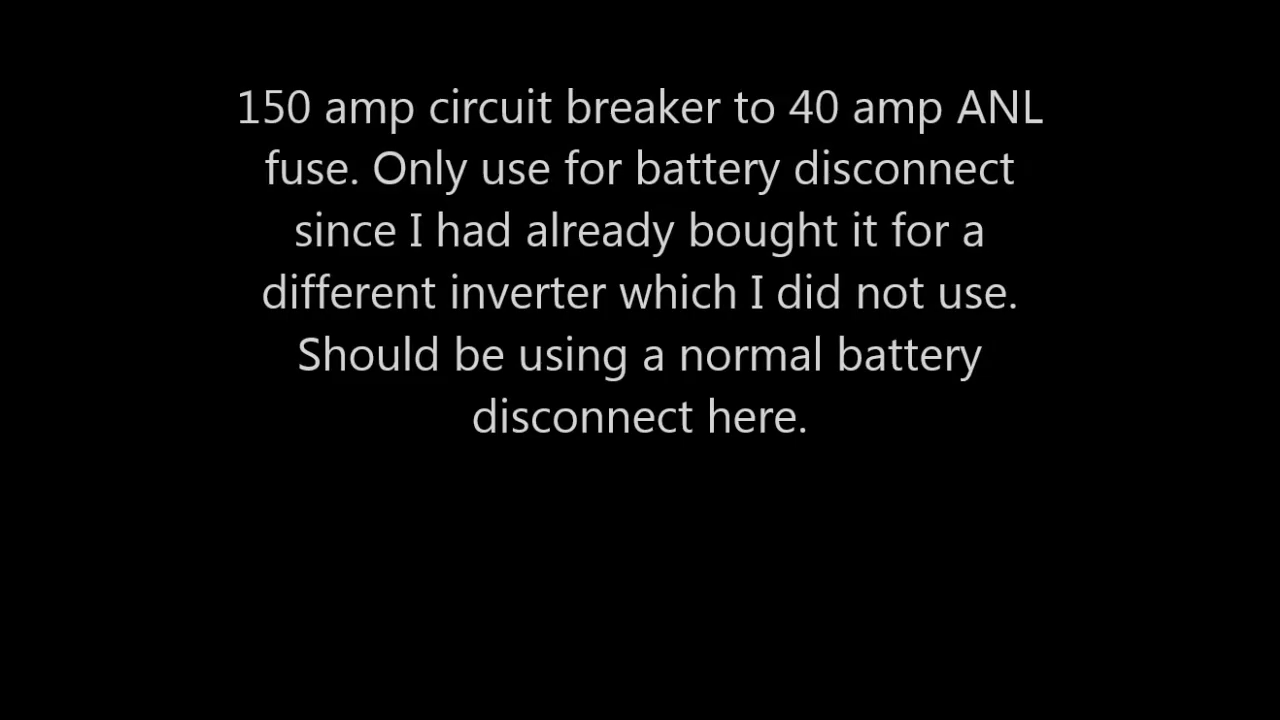 150 amp circuit breaker to 40 amp ANL
fuse. Only use for battery disconnect
since I had already bought it for a
different inverter which I did not use.
Should be using a normal battery
disconnect here.